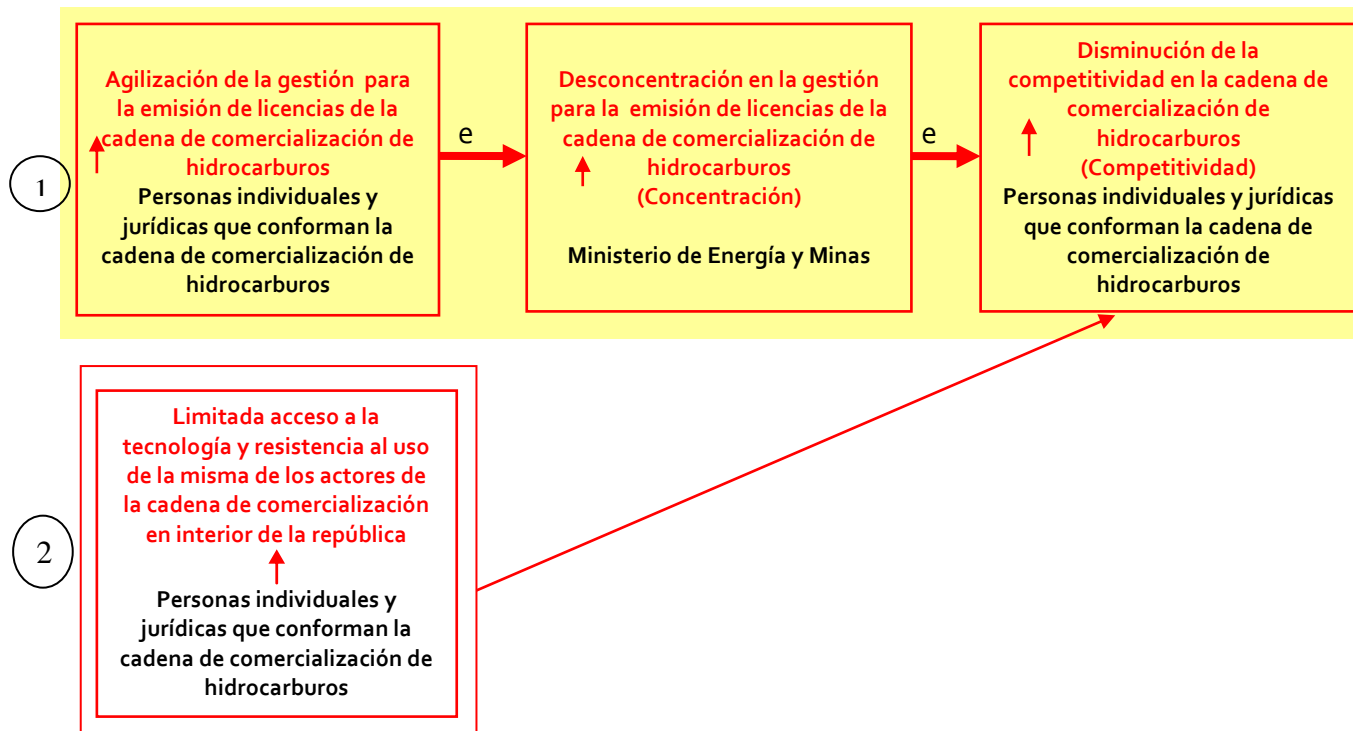 1
Agilización de la gestión para
la emisión de licencias de la
cadena de comercialización de
hidrocarburos
Personas individuales y
jurídicas que conforman la
cadena de comercialización de
hidrocarburos
e
Desconcentración en la gestión
para la emisión de licencias de la
cadena de comercialización de
hidrocarburos
(Concentración)
Ministerio de Energía y Minas
e
Disminución de la
competitividad en la cadena de
comercialización de
hidrocarburos
(Competitividad)
Personas individuales y jurídicas
que conforman la cadena de
comercialización de
hidrocarburos
2
Limitada acceso a la
tecnología y resistencia al uso
de la misma de los actores de
la cadena de comercialización
en interior de la república
Personas individuales y
jurídicas que conforman la
cadena de comercialización de
hidrocarburos